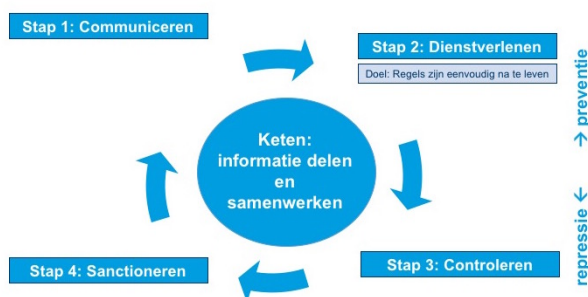 Stap 1: Communiceren
Stap 2: Dienstverlenen
Doel: Regels zijn eenvoudig na te leven
Keten:
informatie delen
en
samenwerken
Stap 4: Sanctioneren
Stap 3: Controleren
repressie ← → preventie